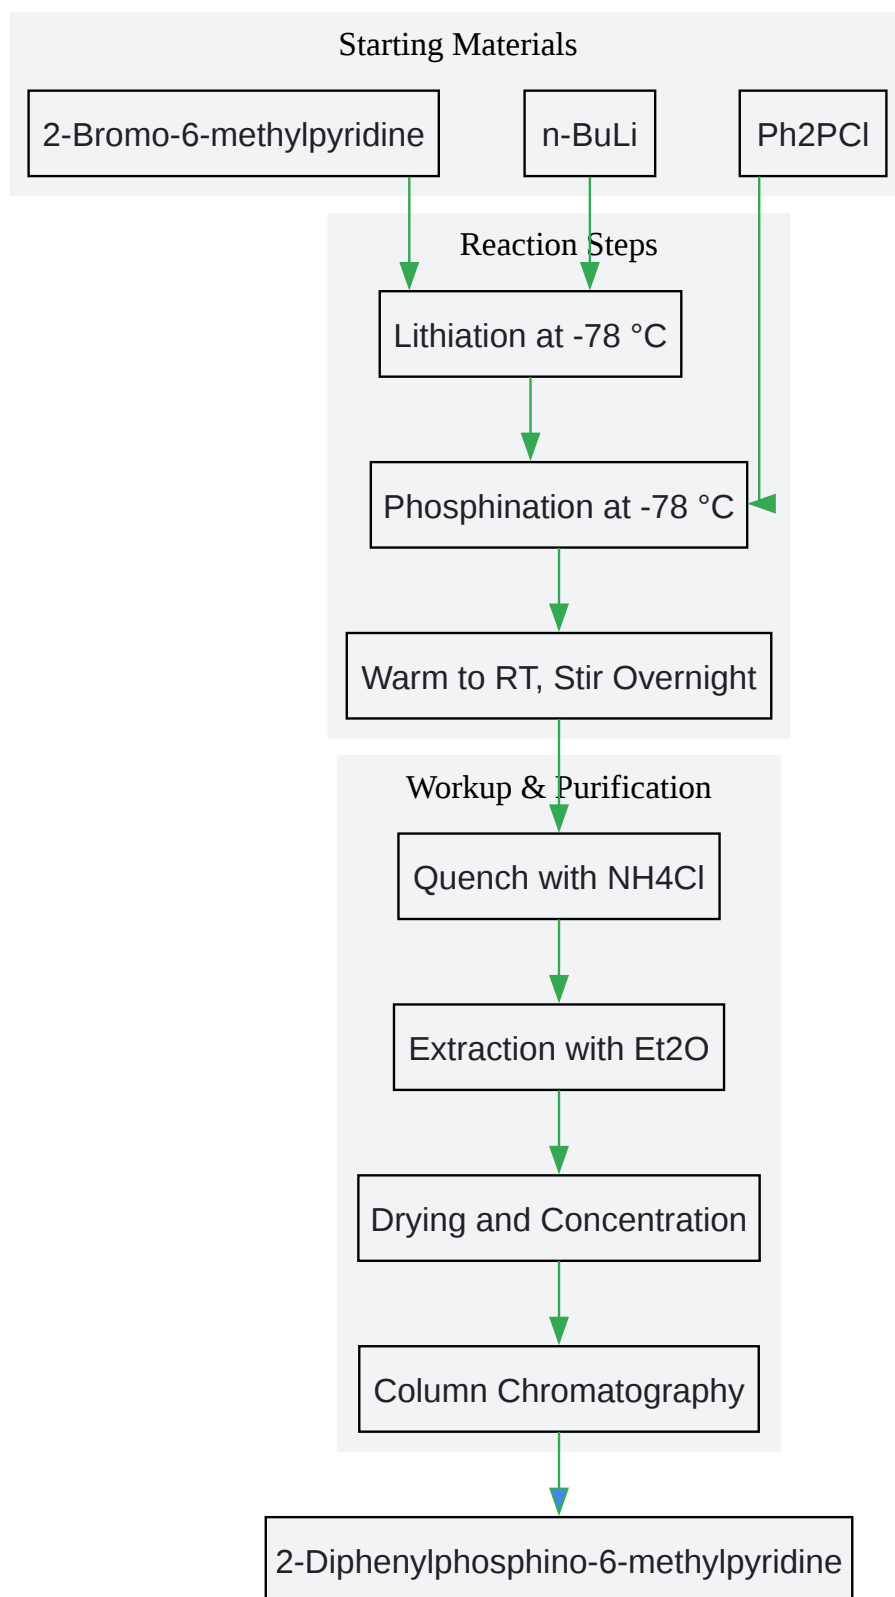 Starting Materials
2-Bromo-6-methylpyridine
n-BuLi
Ph2PCl
Reaction Steps
Lithiation at -78 °C
Phosphination at -78 °C
Warm to RT, Stir Overnight
Workup & Purification
Quench with NH4Cl
Extraction with Et2O
Drying and Concentration
Column Chromatography
2-Diphenylphosphino-6-methylpyridine